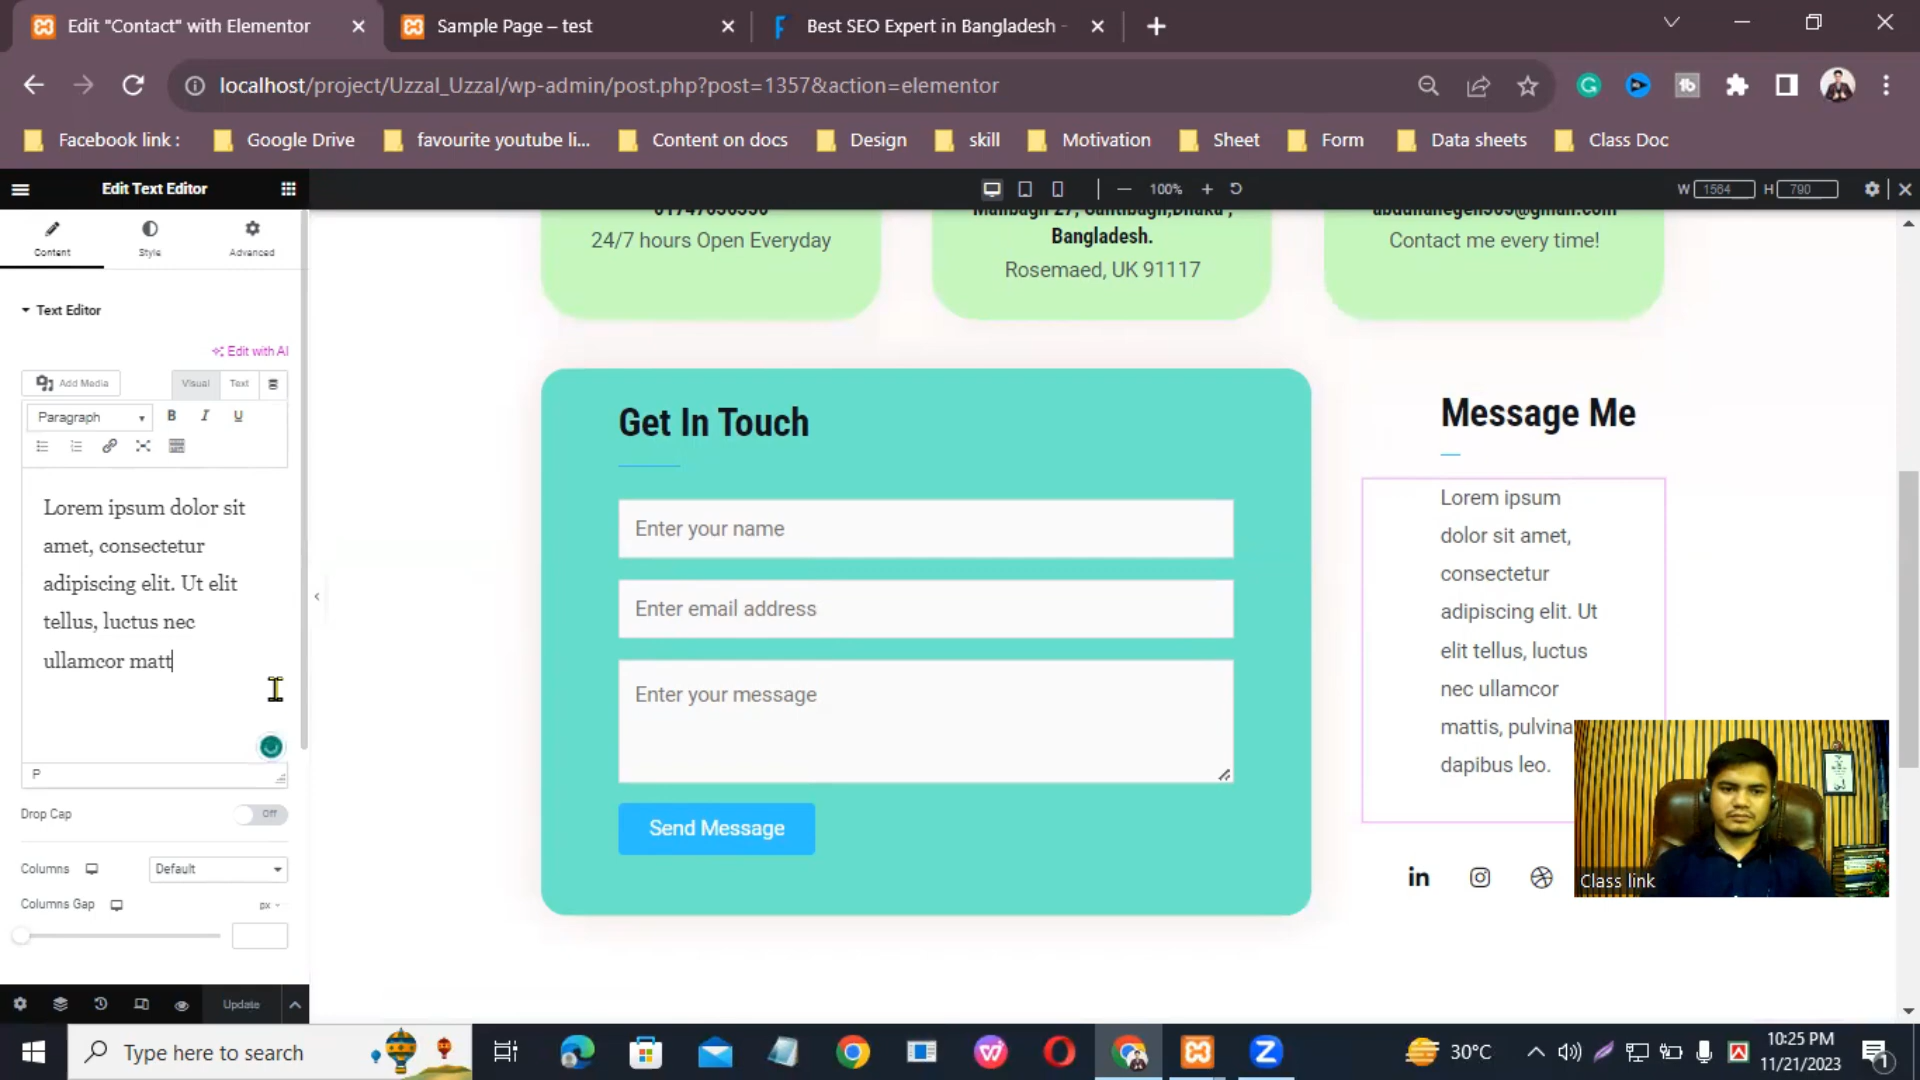 Edit "Contact" with Elementor
Sample Page – test
Best SEO Expert in Bangladesh -
localhost/project/Uzzal_Uzzal/wp-admin/post.php?post=1357&action=elementor
Facebook link :
Google Drive
favourite youtube li...
Content on docs
Design
skill
Motivation
Sheet
Form
Data sheets
Class Doc
Edit Text Editor
100%
W 1564 H 790
Content
Style
Advanced
Text Editor
Edit with AI
Add Media
Visual
Text
Paragraph
B I U
Lorem ipsum dolor sit
amet, consectetur
adipiscing elit. Ut elit
tellus, luctus nec
ullamcor matt
P
Drop Cap
Off
Columns
Default
Columns Gap
px
Update
24/7 hours Open Everyday
Bangladesh.
Rosemaed, UK 91117
Contact me every time!
Get In Touch
Enter your name
Enter email address
Enter your message
Send Message
Message Me
Lorem ipsum
dolor sit amet,
consectetur
adipiscing elit. Ut
elit tellus, luctus
nec ullamcor
mattis, pulvina
dapibus leo.
in
Class link
Type here to search
30°C
10:25 PM
11/21/2023
1